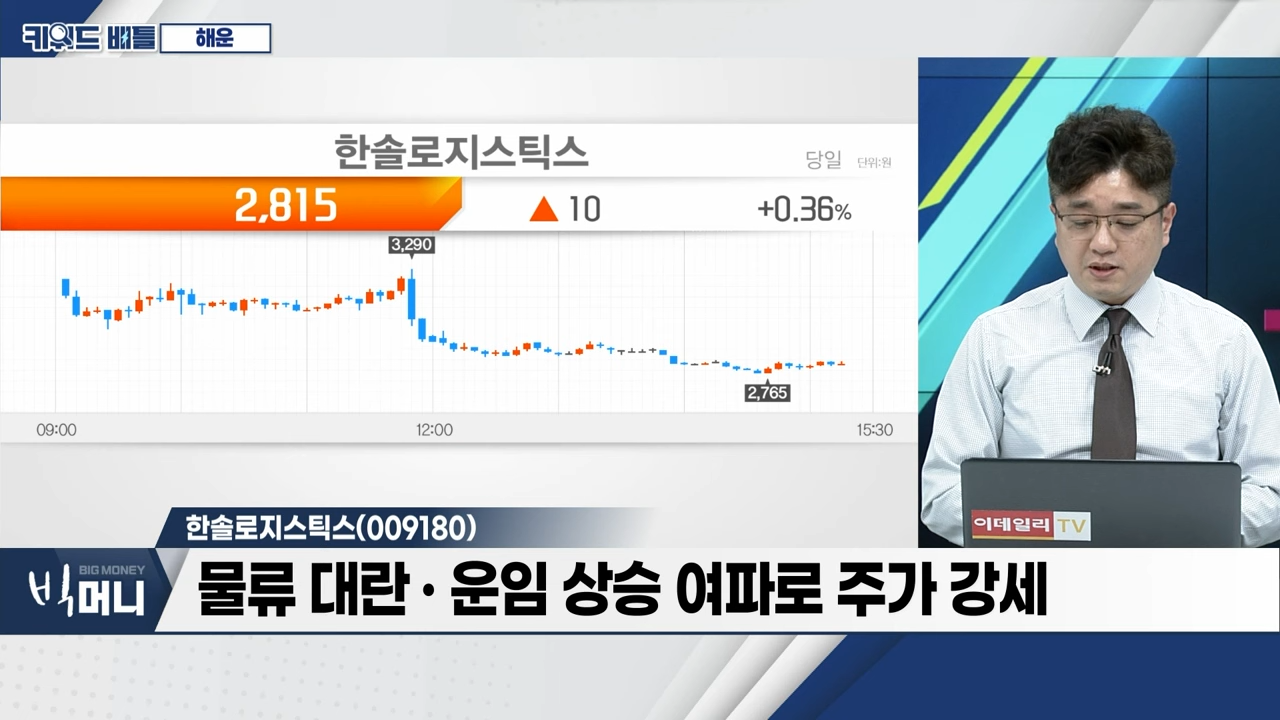 키워드 배틀 해운
한솔로지스틱스
당일 단위:원
2,815 ▲ 10 +0.36%
3,290
2,765
09:00 12:00 15:30
이데일리 TV
한솔로지스틱스(009180)
BIG MONEY
빅머니
물류 대란·운임 상승 여파로 주가 강세